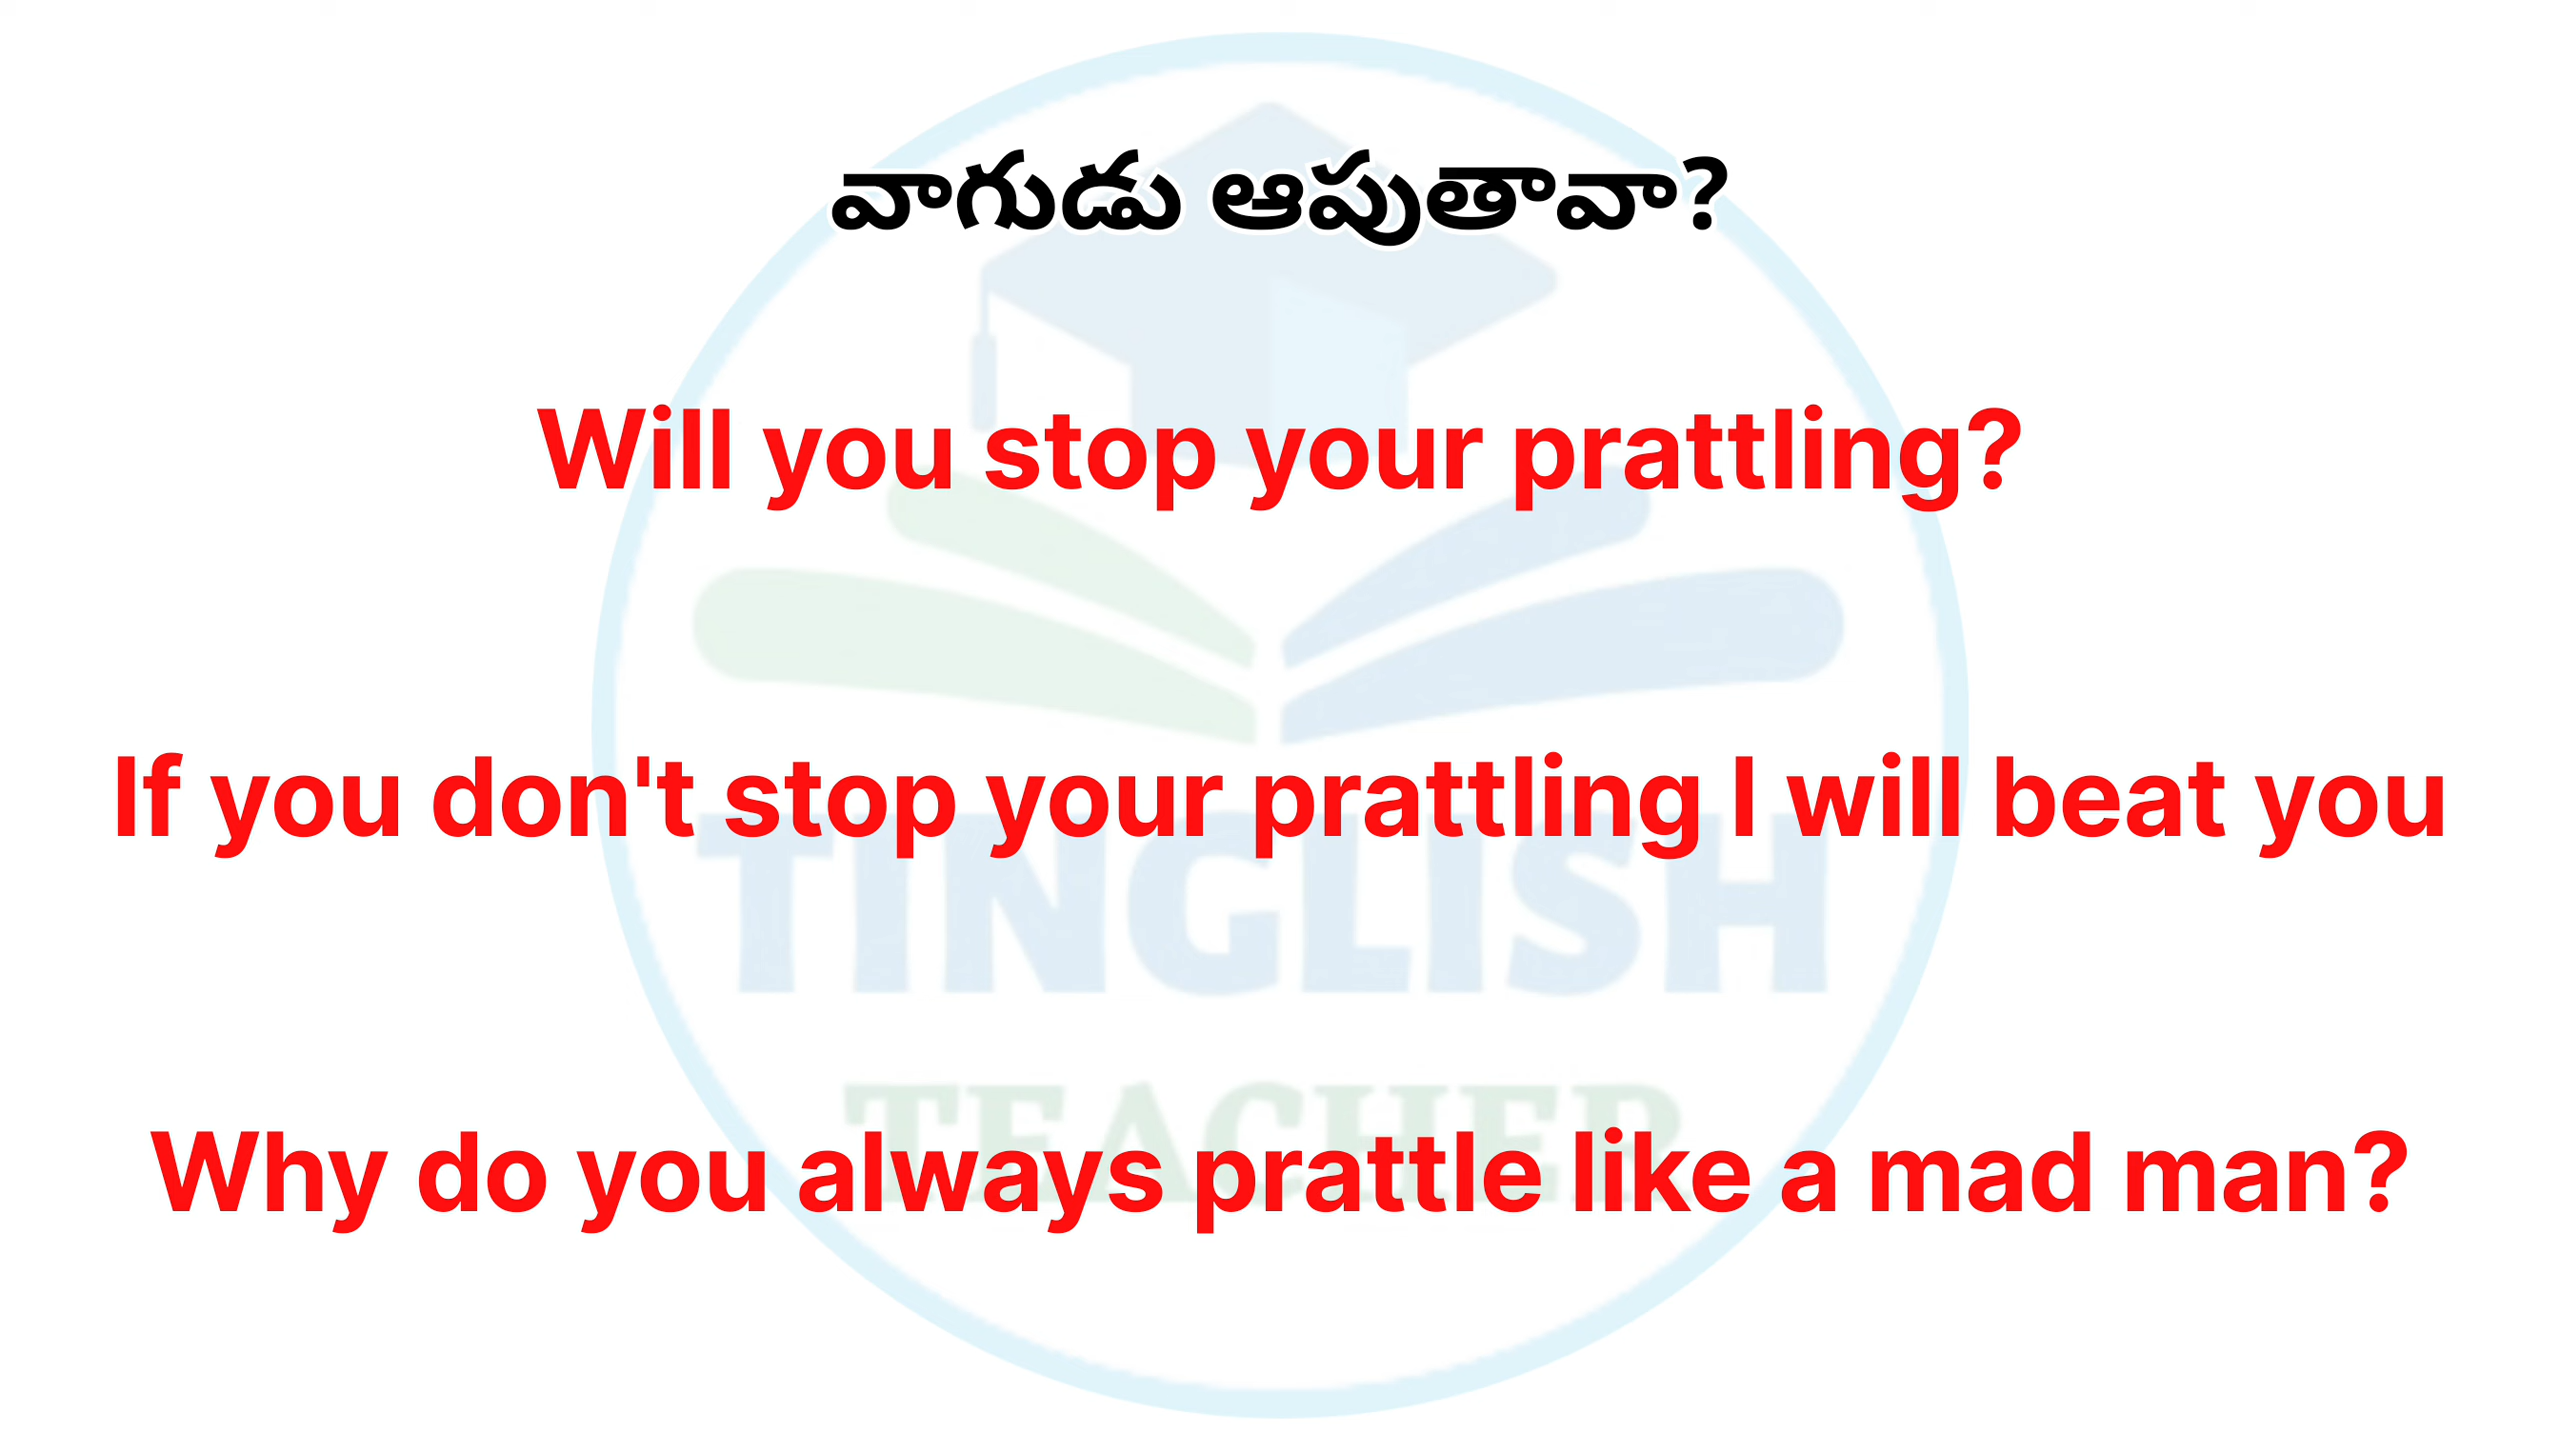 వాగుడు ఆపుతావా?
Will you stop your prattling?
If you don't stop your prattling I will beat you
TINGLISH
TEACHER
Why do you always prattle like a mad man?